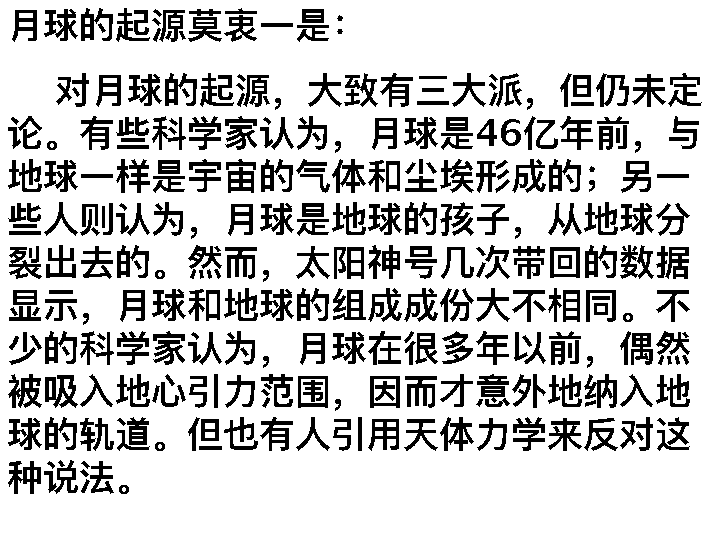 月球的起源莫衷一是：
对月球的起源，大致有三大派，但仍未定
论。有些科学家认为，月球是46亿年前，与
地球一样是宇宙的气体和尘埃形成的；另一
些人则认为，月球是地球的孩子，从地球分
裂出去的。然而，太阳神号几次带回的数据
显示，月球和地球的组成成份大不相同。不
少的科学家认为，月球在很多年以前，偶然
被吸入地心引力范围，因而才意外地纳入地
球的轨道。但也有人引用天体力学来反对这
种说法。